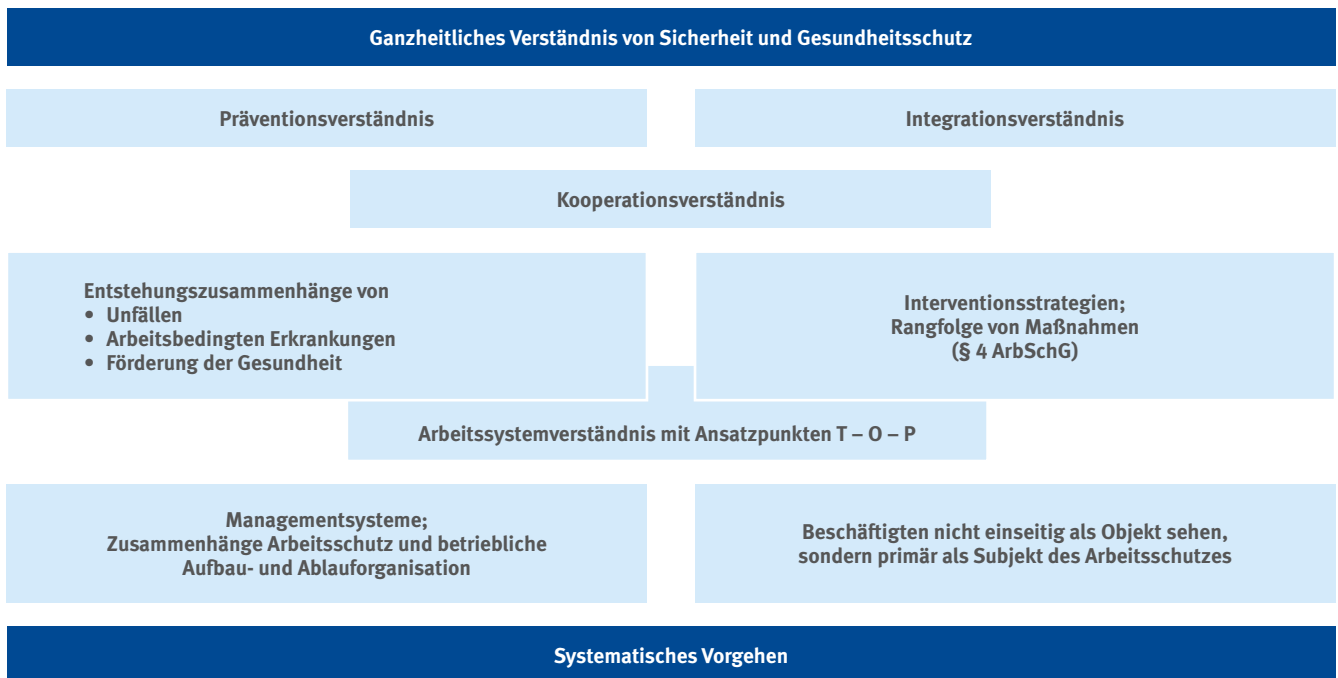 Ganzheitliches Verständnis von Sicherheit und Gesundheitsschutz
Präventionsverständnis
Integrationsverständnis
Kooperationsverständnis
Entstehungszusammenhänge von
• Unfällen
• Arbeitsbedingten Erkrankungen
• Förderung der Gesundheit
Interventionsstrategien;
Rangfolge von Maßnahmen
(§ 4 ArbSchG)
Arbeitssystemverständnis mit Ansatzpunkten T – O – P
Managementsysteme;
Zusammenhänge Arbeitsschutz und betriebliche
Aufbau- und Ablauforganisation
Beschäftigten nicht einseitig als Objekt sehen,
sondern primär als Subjekt des Arbeitsschutzes
Systematisches Vorgehen